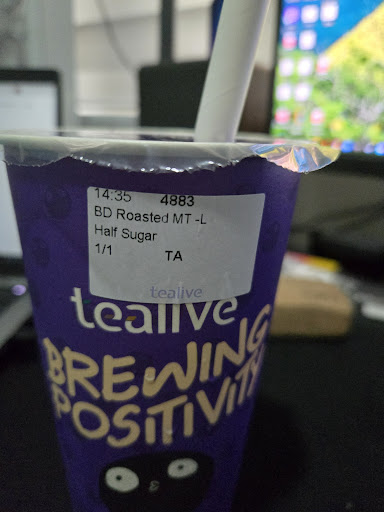 14:35 4883
BD Roasted MT -L
Half Sugar
1/1 TA
tealive
tealive
BREWING
POSITIVITY